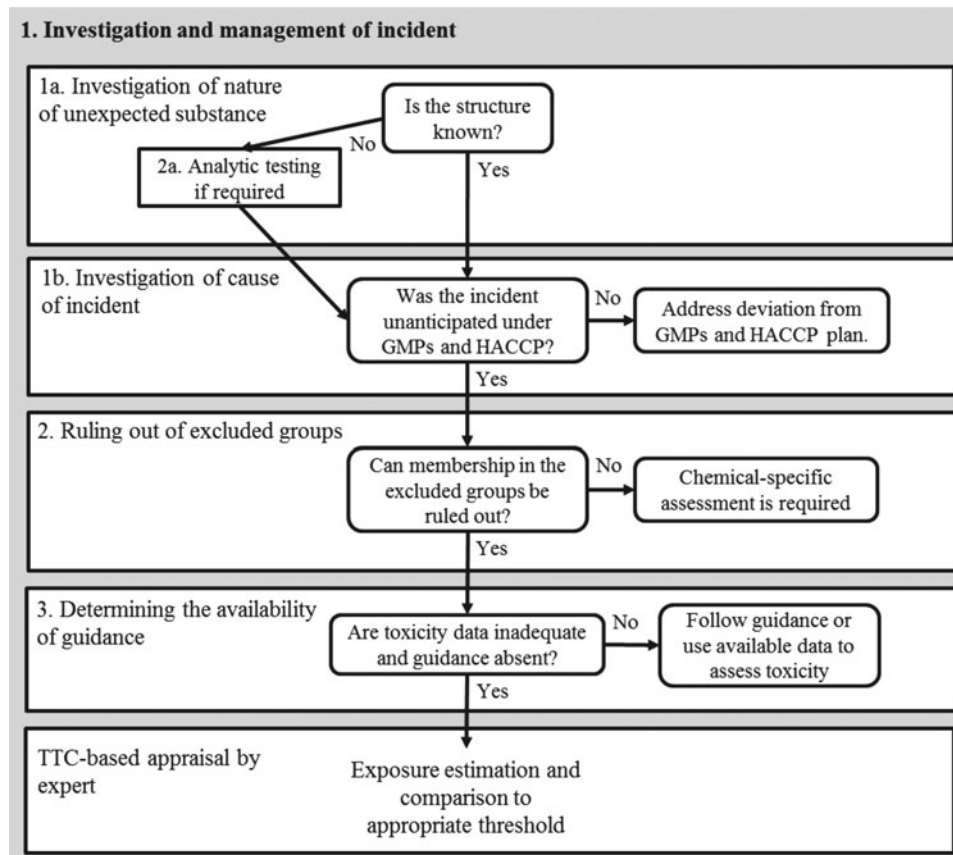 1. Investigation and management of incident
1a. Investigation of nature
of unexpected substance
Is the structure
known?
No
Yes
2a. Analytic testing
if required
1b. Investigation of cause
of incident
Was the incident
unanticipated under
GMPs and HACCP?
No
Address deviation from
GMPs and HACCP plan.
Yes
2. Ruling out of excluded groups
Can membership in the
excluded groups be
ruled out?
No
Chemical-specific
assessment is required
Yes
3. Determining the availability
of guidance
Are toxicity data inadequate
and guidance absent?
No
Follow guidance or
use available data to
assess toxicity
Yes
TTC-based appraisal by
expert
Exposure estimation and
comparison to
appropriate threshold